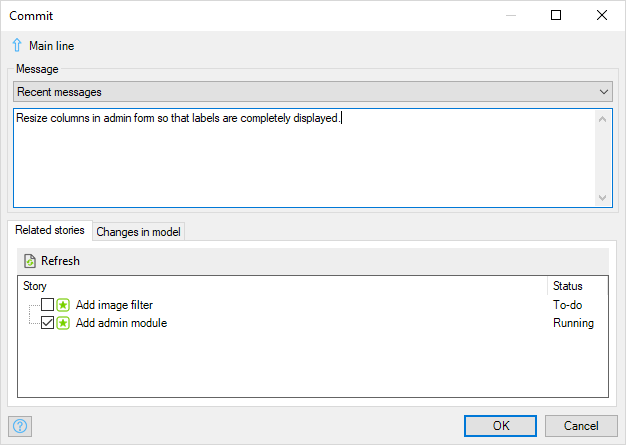 Commit
Main line
Message
Recent messages
Resize columns in admin form so that labels are completely displayed.
Related stories Changes in model
Refresh
Story Status
Add image filter To-do
Add admin module Running
? OK Cancel